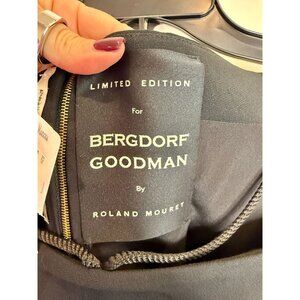 LIMITED EDITION
For
BERGDORF
GOODMAN
By
ROLAND MOURET